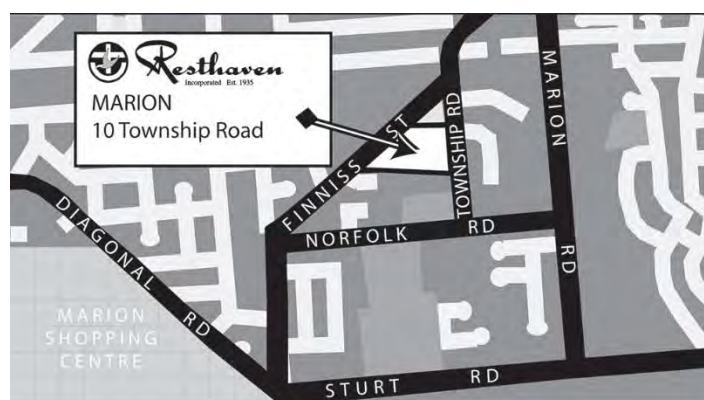 Resthaven
Incorporated Est. 1935
MARION
10 Township Road
FINNISS ST
TOWNSHIP RD
MARION RD
NORFOLK RD
DIAGONAL RD
MARION
SHOPPING
CENTRE
STURT RD